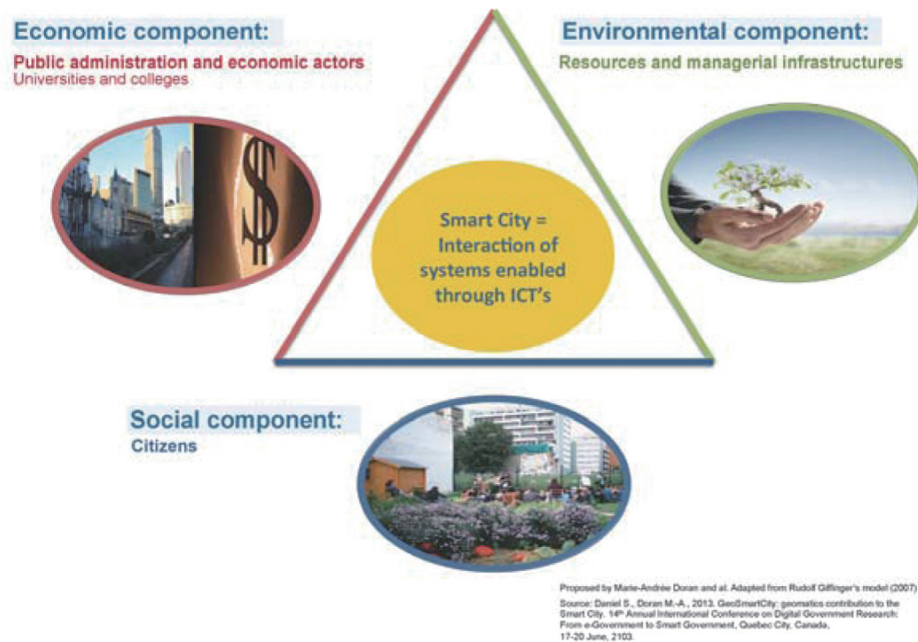 Economic component:
Public administration and economic actors
Universities and colleges
Environmental component:
Resources and managerial infrastructures
$
Smart City =
Interaction of
systems enabled
through ICT's
Social component:
Citizens
Proposed by Marie-Andrée Doran and al. Adapted from Rudolf Giffinger's model (2007)
Source: Daniel S., Doran M.-A., 2013. GeoSmartCity: geomatics contribution to the
Smart City. 14th Annual International Conference on Digital Government Research:
From e-Government to Smart Government, Quebec City, Canada,
17-20 June, 2103.